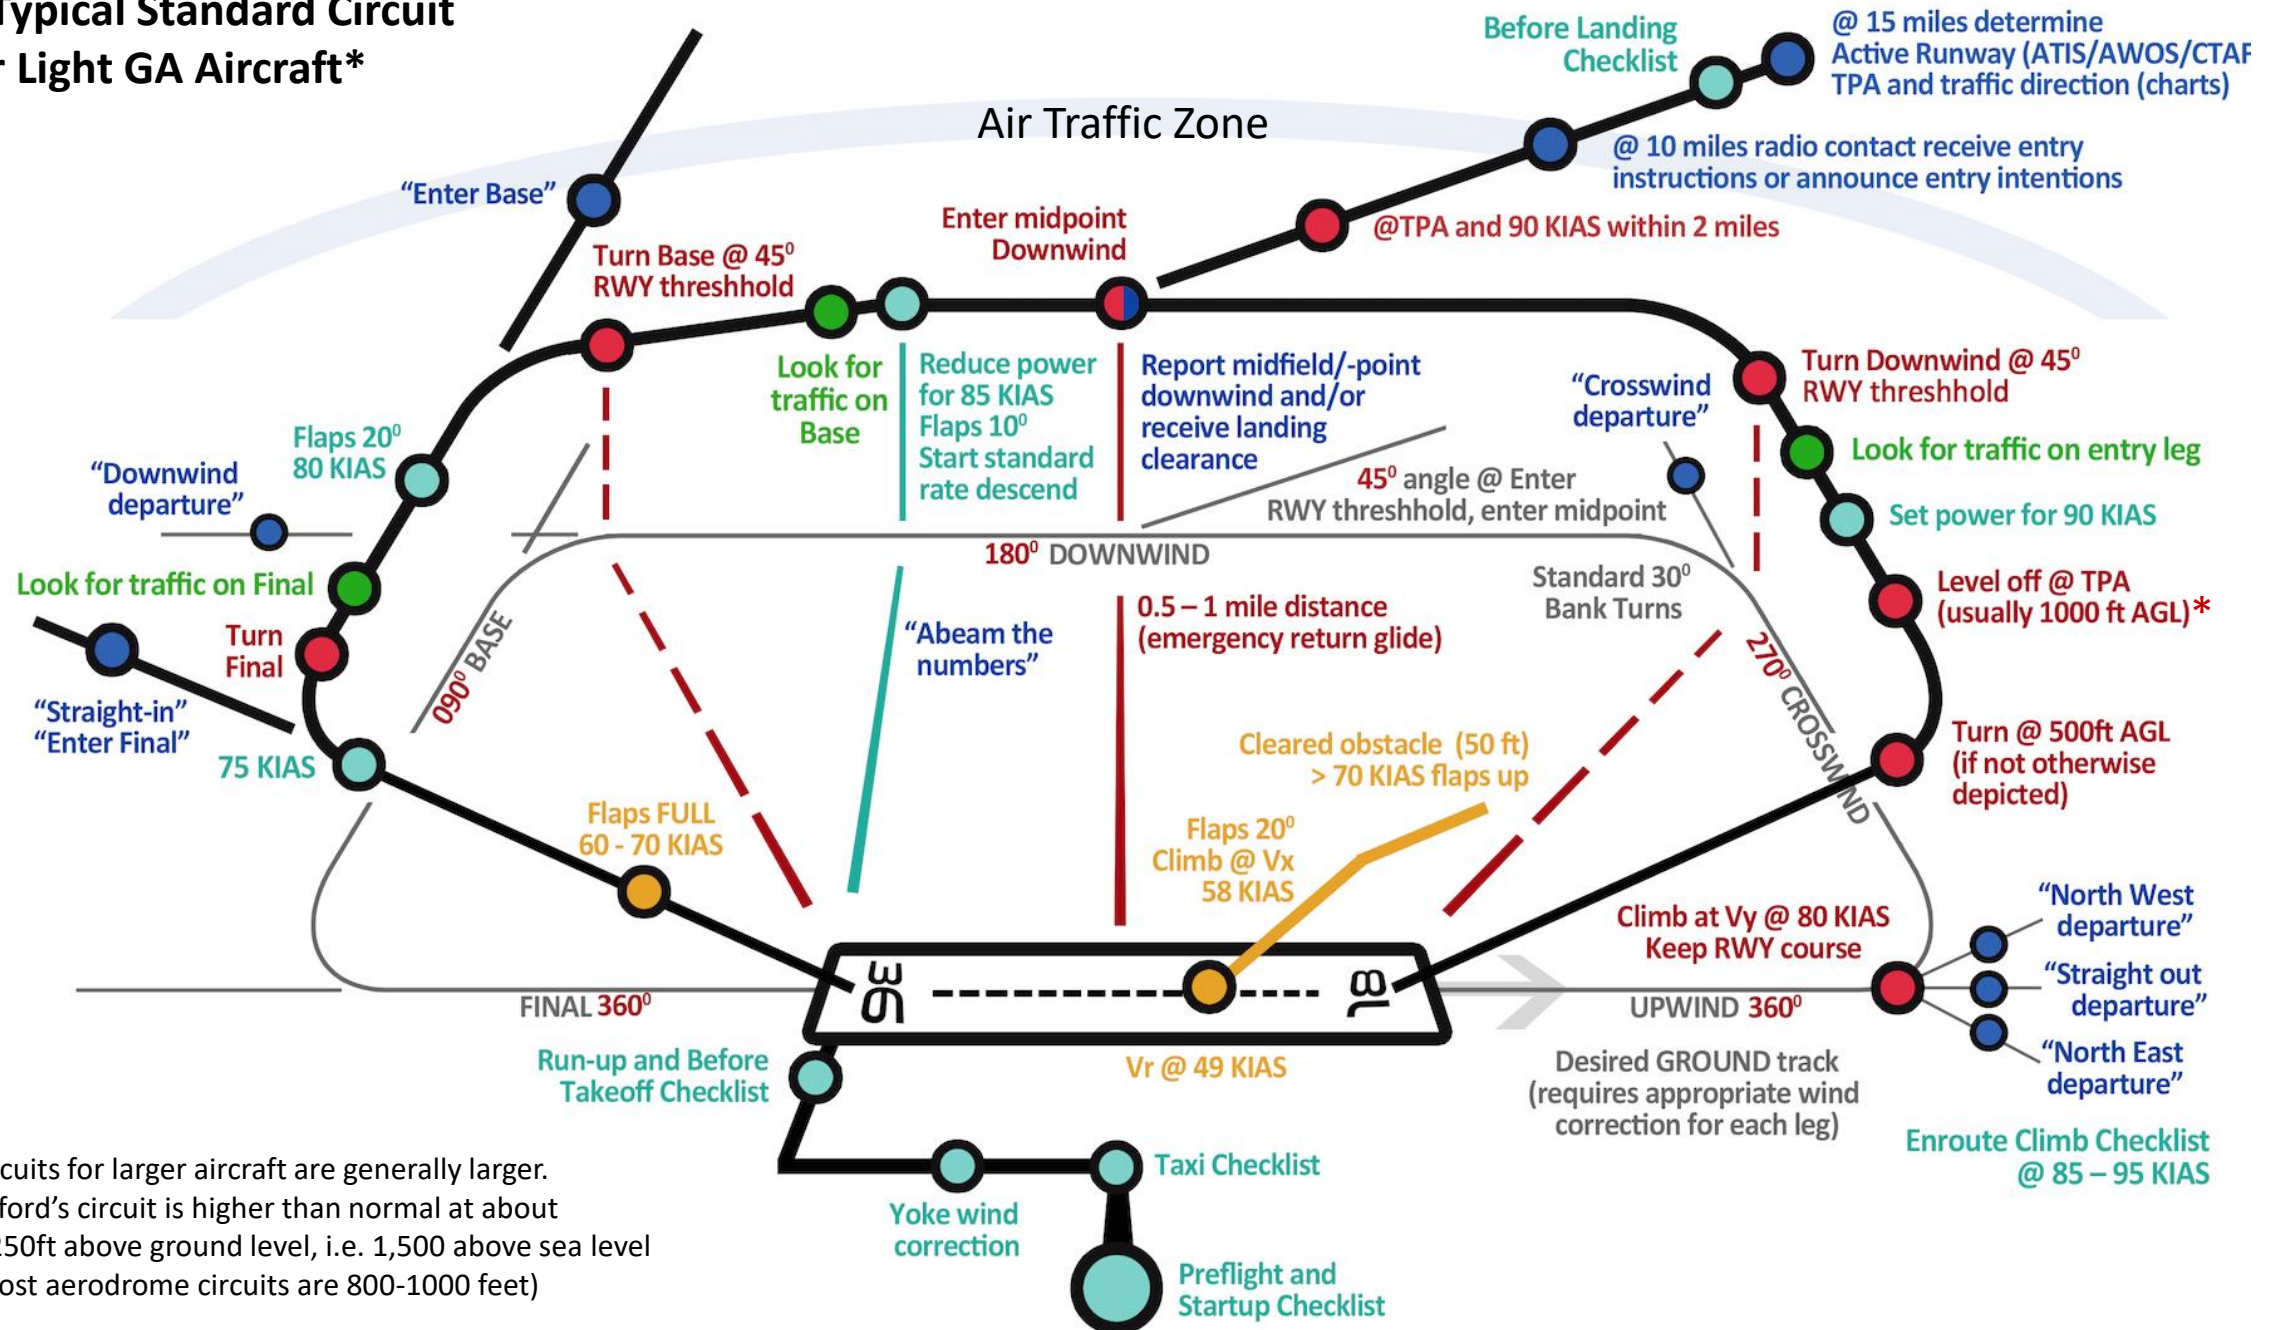 Typical Standard Circuit
r Light GA Aircraft*
Before Landing
Checklist
@ 15 miles determine
Active Runway (ATIS/AWOS/CTAF
TPA and traffic direction (charts)
Air Traffic Zone
@ 10 miles radio contact receive entry
instructions or announce entry intentions
“Enter Base”
Enter midpoint
Downwind
@TPA and 90 KIAS within 2 miles
Turn Base @ 45⁰
RWY threshhold
Look for
traffic on
Base
Reduce power
for 85 KIAS
Flaps 10⁰
Start standard
rate descend
Report midfield/-point
downwind and/or
receive landing
clearance
“Crosswind
departure”
Turn Downwind @ 45⁰
RWY threshhold
Flaps 20⁰
80 KIAS
“Downwind
departure”
Look for traffic on entry leg
45⁰ angle @ Enter
RWY threshhold, enter midpoint
Set power for 90 KIAS
180⁰ DOWNWIND
Look for traffic on Final
Standard 30⁰
Bank Turns
Level off @ TPA
(usually 1000 ft AGL)*
0.5 – 1 mile distance
(emergency return glide)
“Abeam the
numbers”
Turn
Final
090⁰ BASE
270⁰ CROSSWIND
“Straight-in”
“Enter Final”
75 KIAS
Turn @ 500ft AGL
(if not otherwise
depicted)
Cleared obstacle (50 ft)
> 70 KIAS flaps up
Flaps FULL
60 - 70 KIAS
Flaps 20⁰
Climb @ Vx
58 KIAS
Climb at Vy @ 80 KIAS
Keep RWY course
“North West
departure”
“Straight out
departure”
“North East
departure”
36
18
FINAL 360⁰
UPWIND 360⁰
Run-up and Before
Takeoff Checklist
Vr @ 49 KIAS
Desired GROUND track
(requires appropriate wind
correction for each leg)
Enroute Climb Checklist
@ 85 – 95 KIAS
Taxi Checklist
Yoke wind
correction
Preflight and
Startup Checklist
cuits for larger aircraft are generally larger.
ford’s circuit is higher than normal at about
250ft above ground level, i.e. 1,500 above sea level
ost aerodrome circuits are 800-1000 feet)